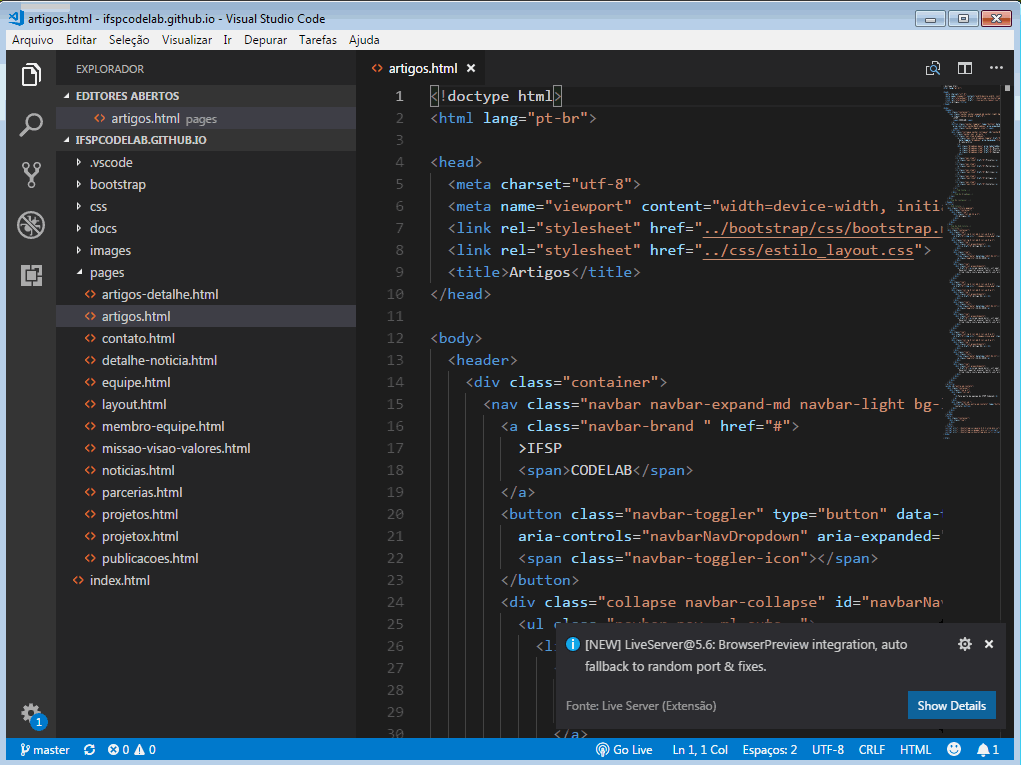 artigos.html - ifspcodelab.github.io - Visual Studio Code
Arquivo Editar Seleção Visualizar Ir Depurar Tarefas Ajuda
EXPLORADOR
EDITORES ABERTOS
artigos.html pages
IFSPCODELAB.GITHUB.IO
.vscode
bootstrap
css
docs
images
pages
artigos-detalhe.html
artigos.html
contato.html
detalhe-noticia.html
equipe.html
layout.html
membro-equipe.html
missao-visao-valores.html
noticias.html
parcerias.html
projetos.html
projetox.html
publicacoes.html
index.html
artigos.html
1 <!doctype html>
2 <html lang="pt-br">
3
4 <head>
5 <meta charset="utf-8">
6 <meta name="viewport" content="width=device-width, initi
7 <link rel="stylesheet" href="../bootstrap/css/bootstrap.
8 <link rel="stylesheet" href="../css/estilo_layout.css">
9 <title>Artigos</title>
10 </head>
11
12 <body>
13 <header>
14 <div class="container">
15 <nav class="navbar navbar-expand-md navbar-light bg-
16 <a class="navbar-brand " href="#">
17 >IFSP
18 <span>CODELAB</span>
19 </a>
20 <button class="navbar-toggler" type="button" data-
21 aria-controls="navbarNavDropdown" aria-expanded=
22 <span class="navbar-toggler-icon"></span>
23 </button>
24 <div class="collapse navbar-collapse" id="navbarNa
25 <ul class="navbar-nav ml-auto ">
26 <l
27
28
29
30 </a>
[NEW] LiveServer@5.6: BrowserPreview integration, auto
fallback to random port & fixes.
Fonte: Live Server (Extensão)
Show Details
1
master 0 0 Go Live Ln 1, 1 Col Espaços: 2 UTF-8 CRLF HTML 1